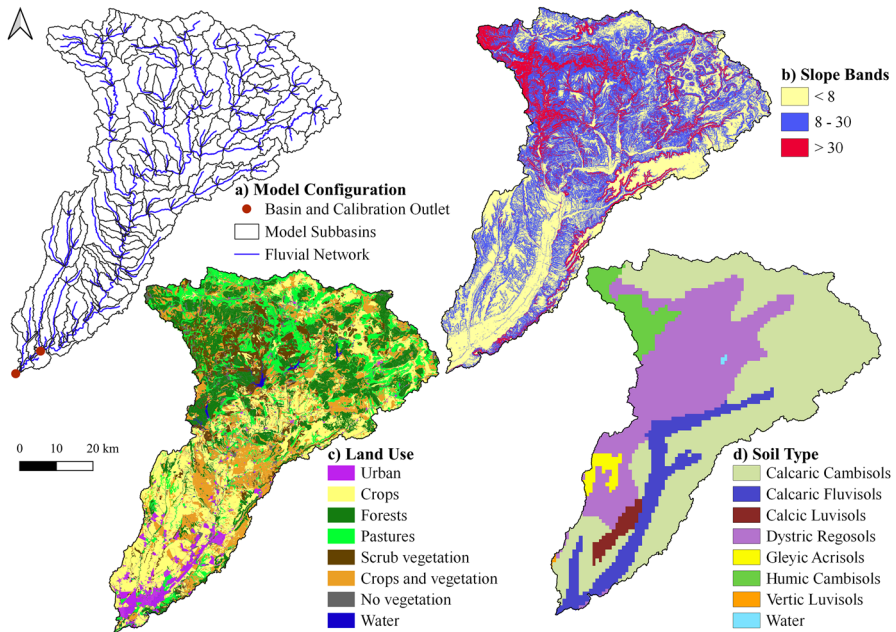 a) Model Configuration
Basin and Calibration Outlet
Model Subbasins
Fluvial Network
b) Slope Bands
< 8
8 - 30
> 30
0 10 20 km
c) Land Use
Urban
Crops
Forests
Pastures
Scrub vegetation
Crops and vegetation
No vegetation
Water
d) Soil Type
Calcaric Cambisols
Calcaric Fluvisols
Calcic Luvisols
Dystric Regosols
Gleyic Acrisols
Humic Cambisols
Vertic Luvisols
Water